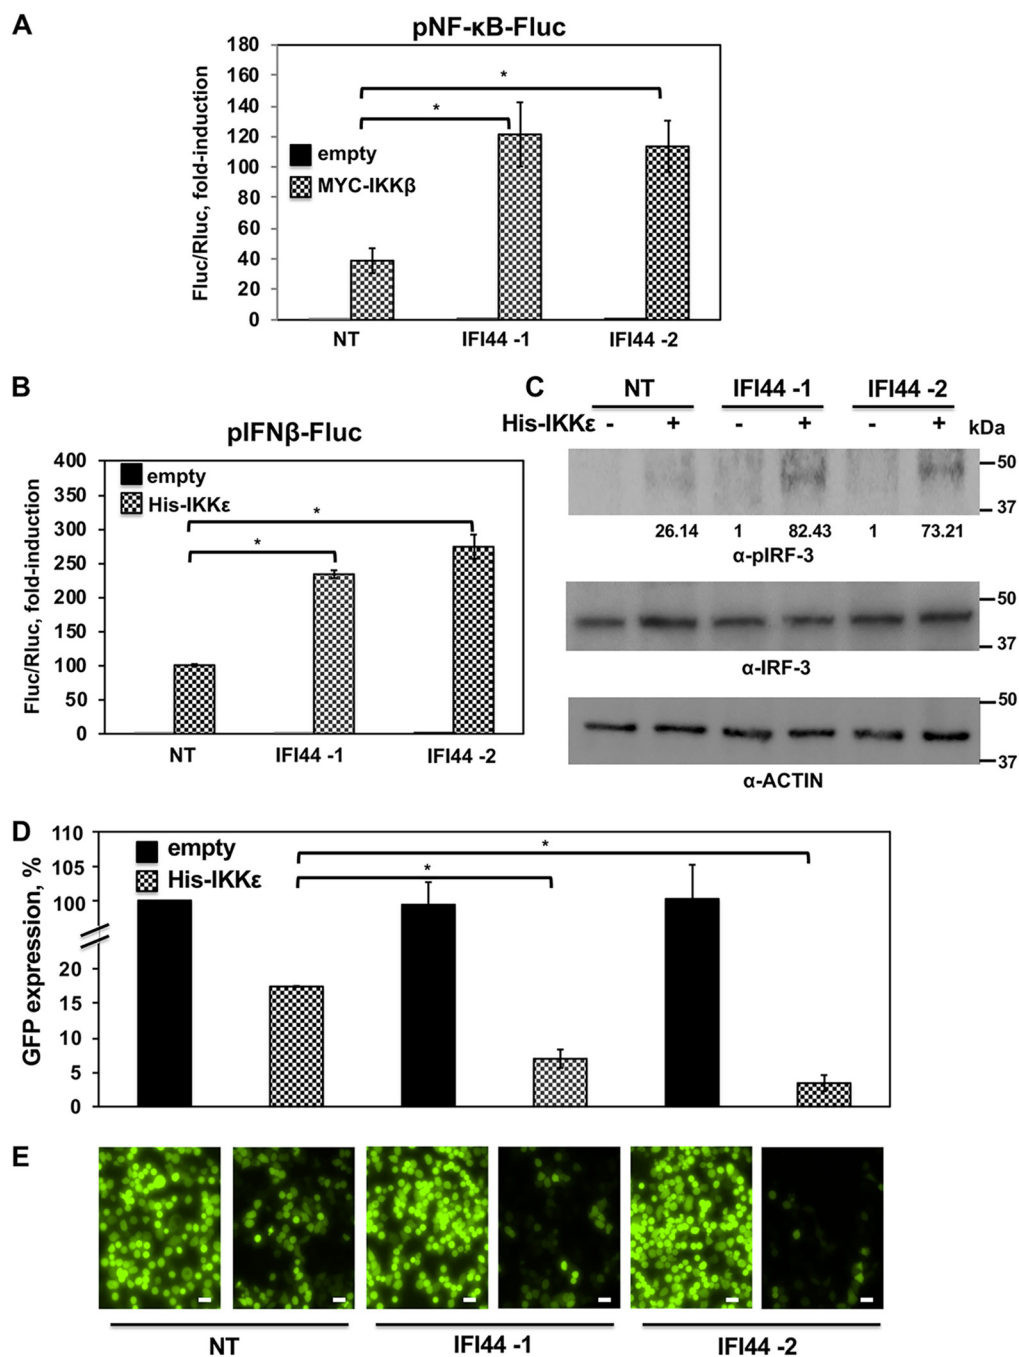 A
pNF-κB-Fluc
Fluc/Rluc, fold-induction
180
160
140
120
100
80
60
40
20
0
*
*
empty
MYC-IKKβ
NT
IFI44 -1
IFI44 -2
B
pIFNβ-Fluc
Fluc/Rluc, fold-induction
400
350
300
250
200
150
100
50
0
empty
His-IKKε
*
*
NT
IFI44 -1
IFI44 -2
C
NT IFI44 -1 IFI44 -2
His-IKKε - + - + - + kDa
50
37
26.14 1 82.43 1 73.21
α-pIRF-3
50
37
α-IRF-3
50
37
α-ACTIN
D
GFP expression, %
110
105
100
20
15
10
5
0
empty
His-IKKε
*
*
E
NT
IFI44 -1
IFI44 -2